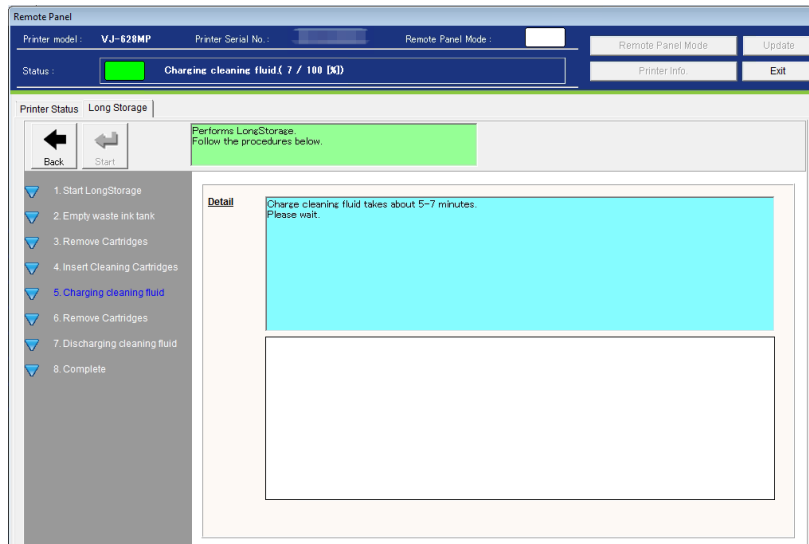 Remote Panel
Printer model : VJ-628MP Printer Serial No. : Remote Panel Mode :
Remote Panel Mode Update
Status : Charging cleaning fluid.( 7 / 100 [%])
Printer Info. Exit
Printer Status Long Storage
Back Start
Performs LongStorage.
Follow the procedures below.
1. Start LongStorage
2. Empty waste ink tank
3. Remove Cartridges
4. Insert Cleaning Cartridges
5. Charging cleaning fluid
6. Remove Cartridges
7. Discharging cleaning fluid
8. Complete
Detail
Charge cleaning fluid takes about 5-7 minutes.
Please wait.